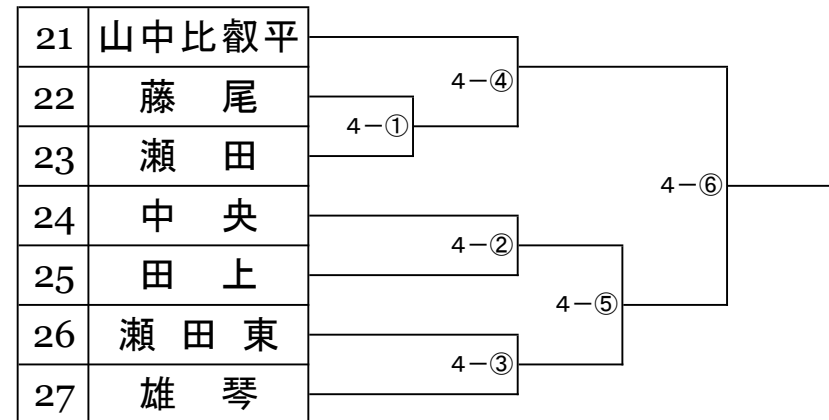 21 山中比叡平
22 藤尾
23 瀬田
24 中央
25 田上
26 瀬田東
27 雄琴
4－④
4－①
4－⑥
4－②
4－⑤
4－③